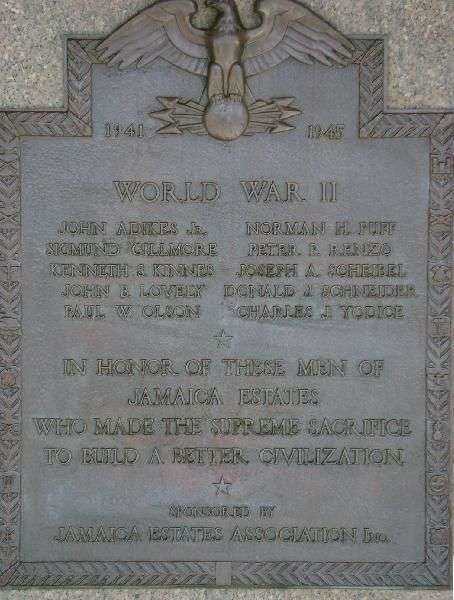 1941 1945
WORLD WAR II
JOHN ADIKES JR. NORMAN H. PUFF
SIGMUND GILLMORE PETER P. RENZO
KENNETH S. KINNES JOSEPH A. SCHEIBEL
JOHN B. LOVELY DONALD J. SCHNEIDER
PAUL W. OLSON CHARLES J. YODICE
IN HONOR OF THESE MEN OF
JAMAICA ESTATES
WHO MADE THE SUPREME SACRIFICE
TO BUILD A BETTER CIVILIZATION.
SPONSORED BY
JAMAICA ESTATES ASSOCIATION INC.